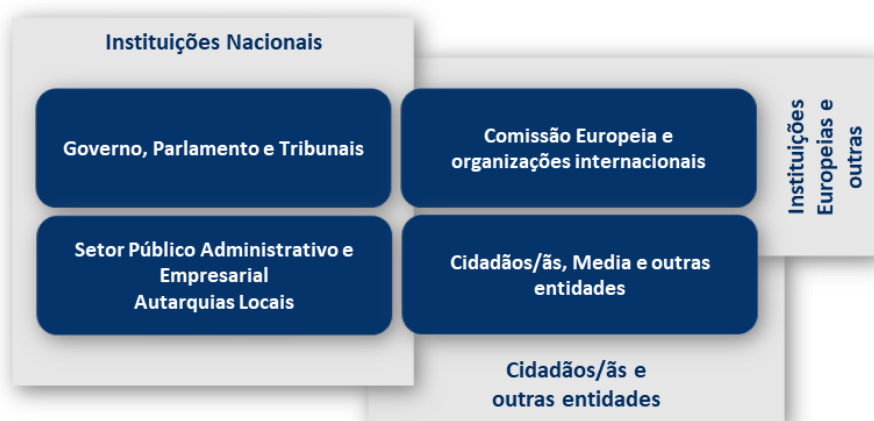 Instituições Nacionais
Governo, Parlamento e Tribunais
Comissão Europeia e
organizações internacionais
Instituições
Europeias e
outras
Setor Público Administrativo e
Empresarial
Autarquias Locais
Cidadãos/ãs, Media e outras
entidades
Cidadãos/ãs e
outras entidades